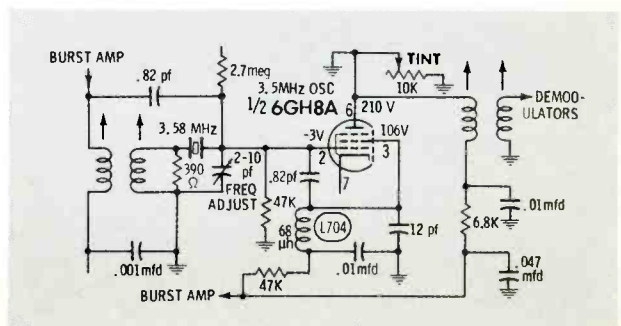 BURST AMP
.82 pf
2.7meg
3.5MHz OSC
1/2 6GH8A
TINT
10K
6
210 V
3.58 MHz
-3V
106V
2
3
7
DEMOD-
ULATORS
390
Ω
2-10
pf
FREQ
ADJUST
.82pf
47K
L704
68
μh
12 pf
.01mfd
6.8K
.001mfd
.01mfd
47K
.047
mfd
BURST AMP